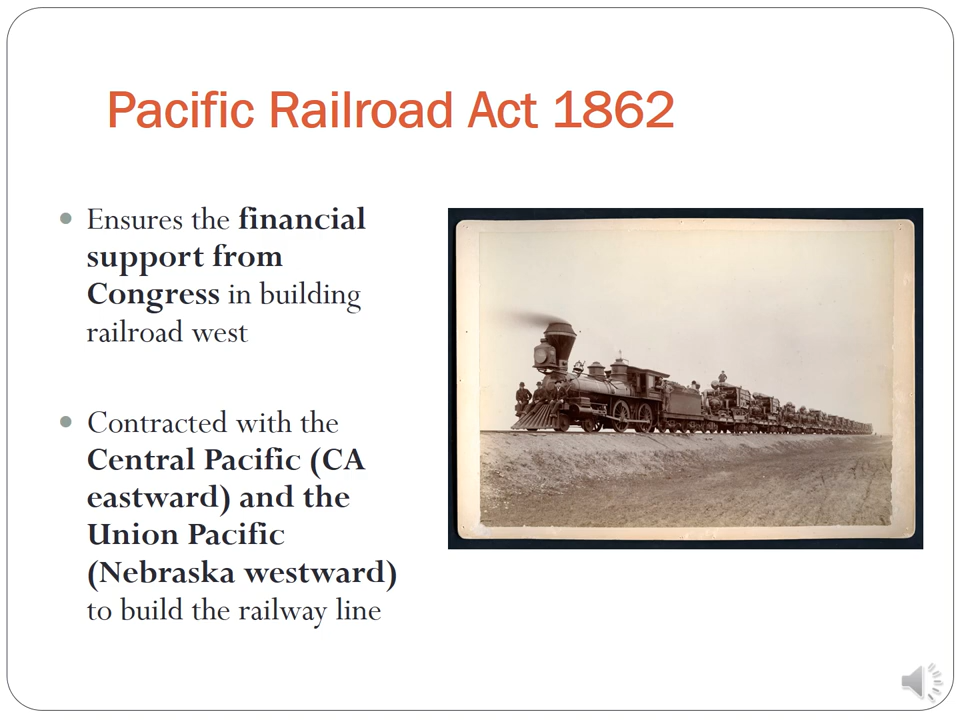 Pacific Railroad Act 1862
Ensures the financial
support from
Congress in building
railroad west
Contracted with the
Central Pacific (CA
eastward) and the
Union Pacific
(Nebraska westward)
to build the railway line